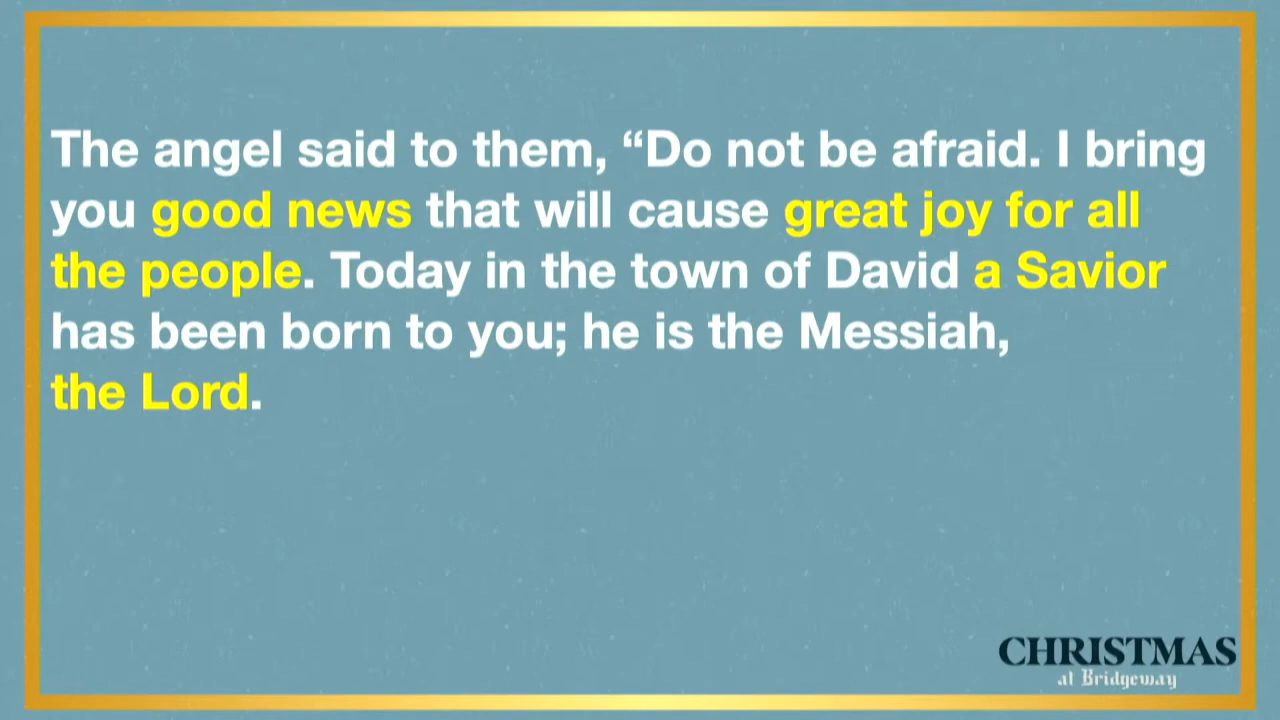 The angel said to them, “Do not be afraid. I bring
you good news that will cause great joy for all
the people. Today in the town of David a Savior
has been born to you; he is the Messiah,
the Lord.
CHRISTMAS
at Bridgeway